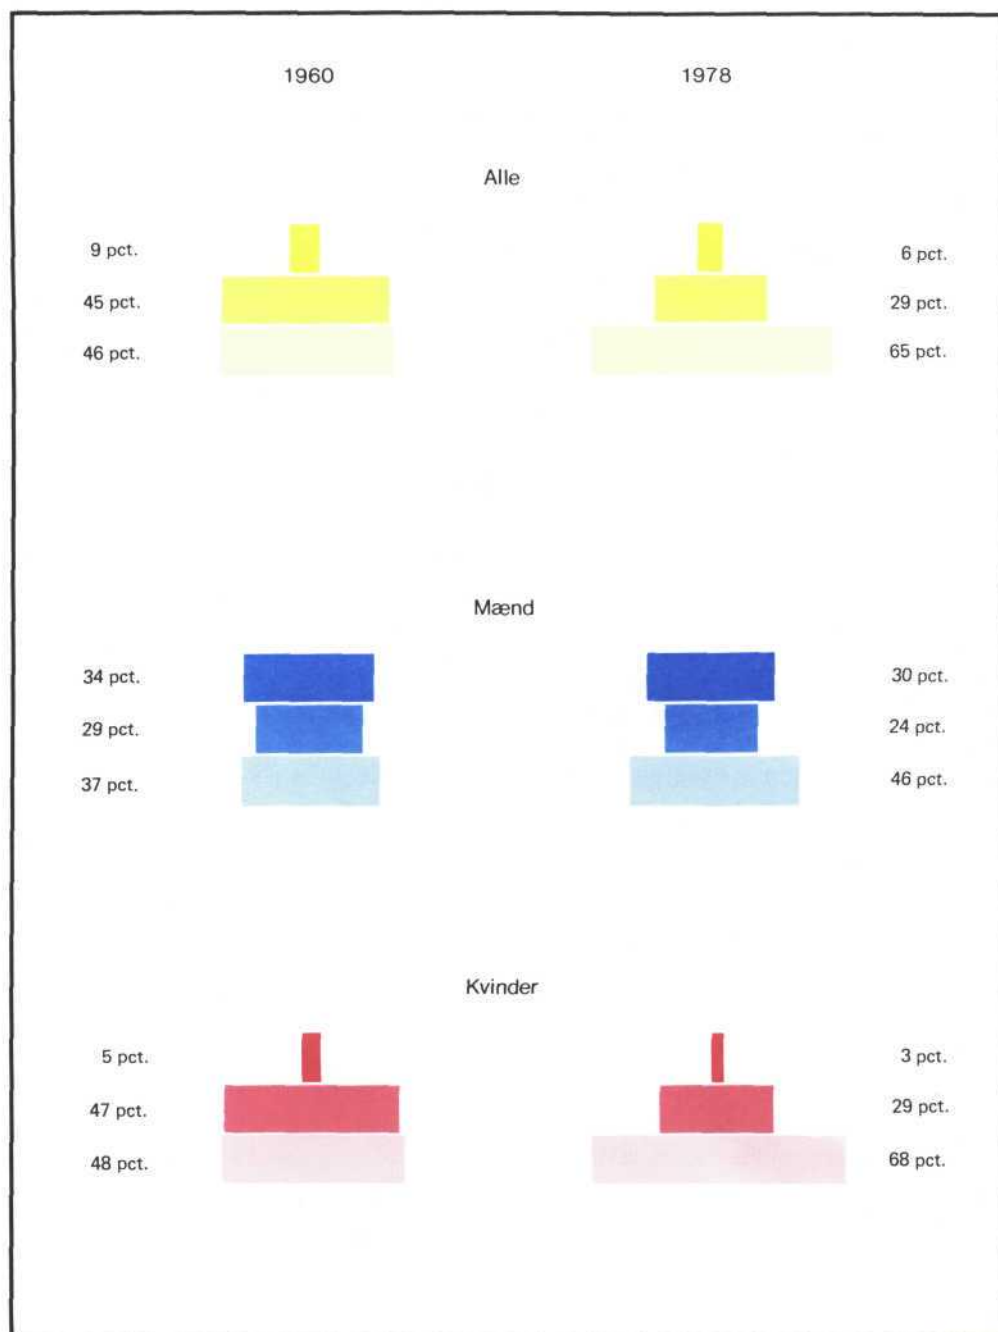 1960 1978
Alle
9 pct. 6 pct.
45 pct. 29 pct.
46 pct. 65 pct.
Mænd
34 pct. 30 pct.
29 pct. 24 pct.
37 pct. 46 pct.
Kvinder
5 pct. 3 pct.
47 pct. 29 pct.
48 pct. 68 pct.